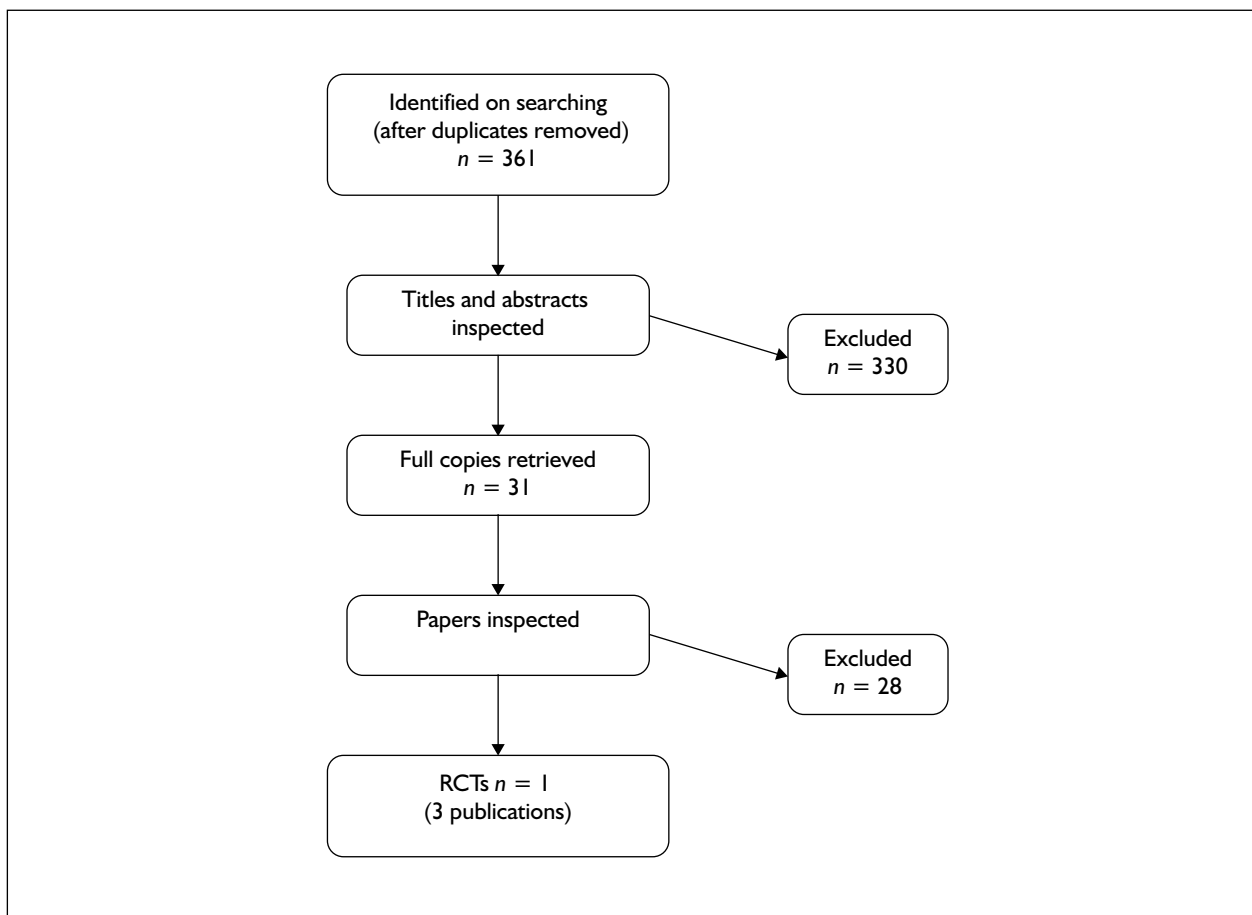 Identified on searching
(after duplicates removed)
n = 361
Titles and abstracts
inspected
Excluded
n = 330
Full copies retrieved
n = 31
Papers inspected
Excluded
n = 28
RCTs n = 1
(3 publications)